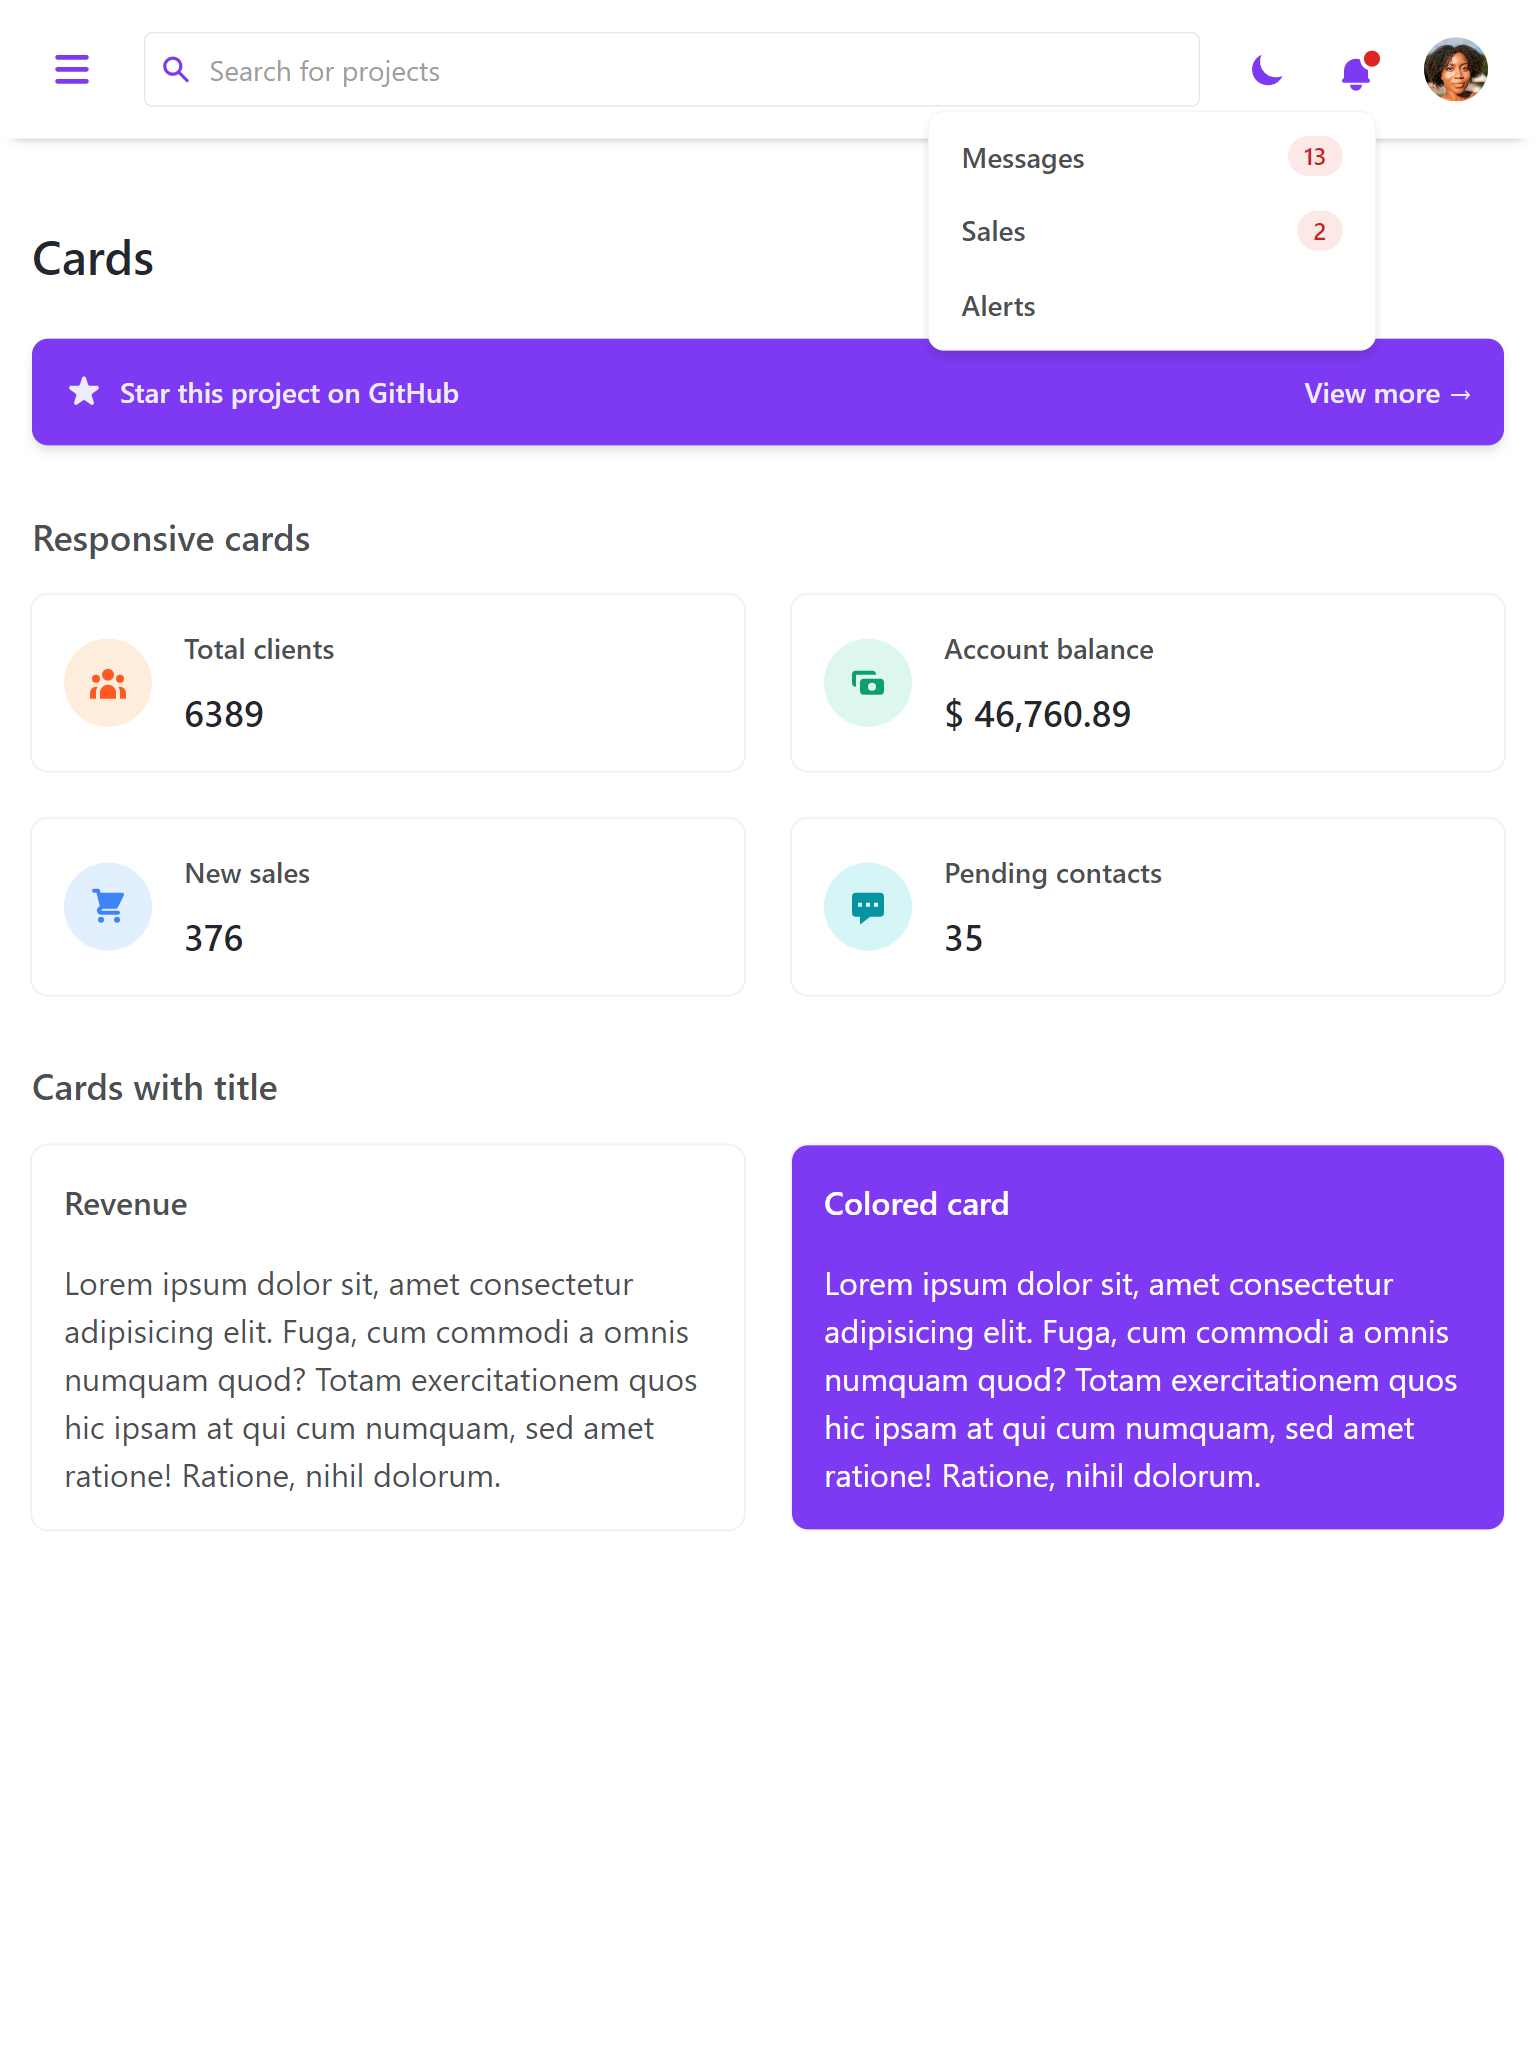 Search for projects
Messages 13
Sales 2
Alerts
Cards
Star this project on GitHub
View more →
Responsive cards
Total clients
6389
Account balance
$ 46,760.89
New sales
376
Pending contacts
35
Cards with title
Revenue
Lorem ipsum dolor sit, amet consectetur
adipisicing elit. Fuga, cum commodi a omnis
numquam quod? Totam exercitationem quos
hic ipsam at qui cum numquam, sed amet
ratione! Ratione, nihil dolorum.
Colored card
Lorem ipsum dolor sit, amet consectetur
adipisicing elit. Fuga, cum commodi a omnis
numquam quod? Totam exercitationem quos
hic ipsam at qui cum numquam, sed amet
ratione! Ratione, nihil dolorum.